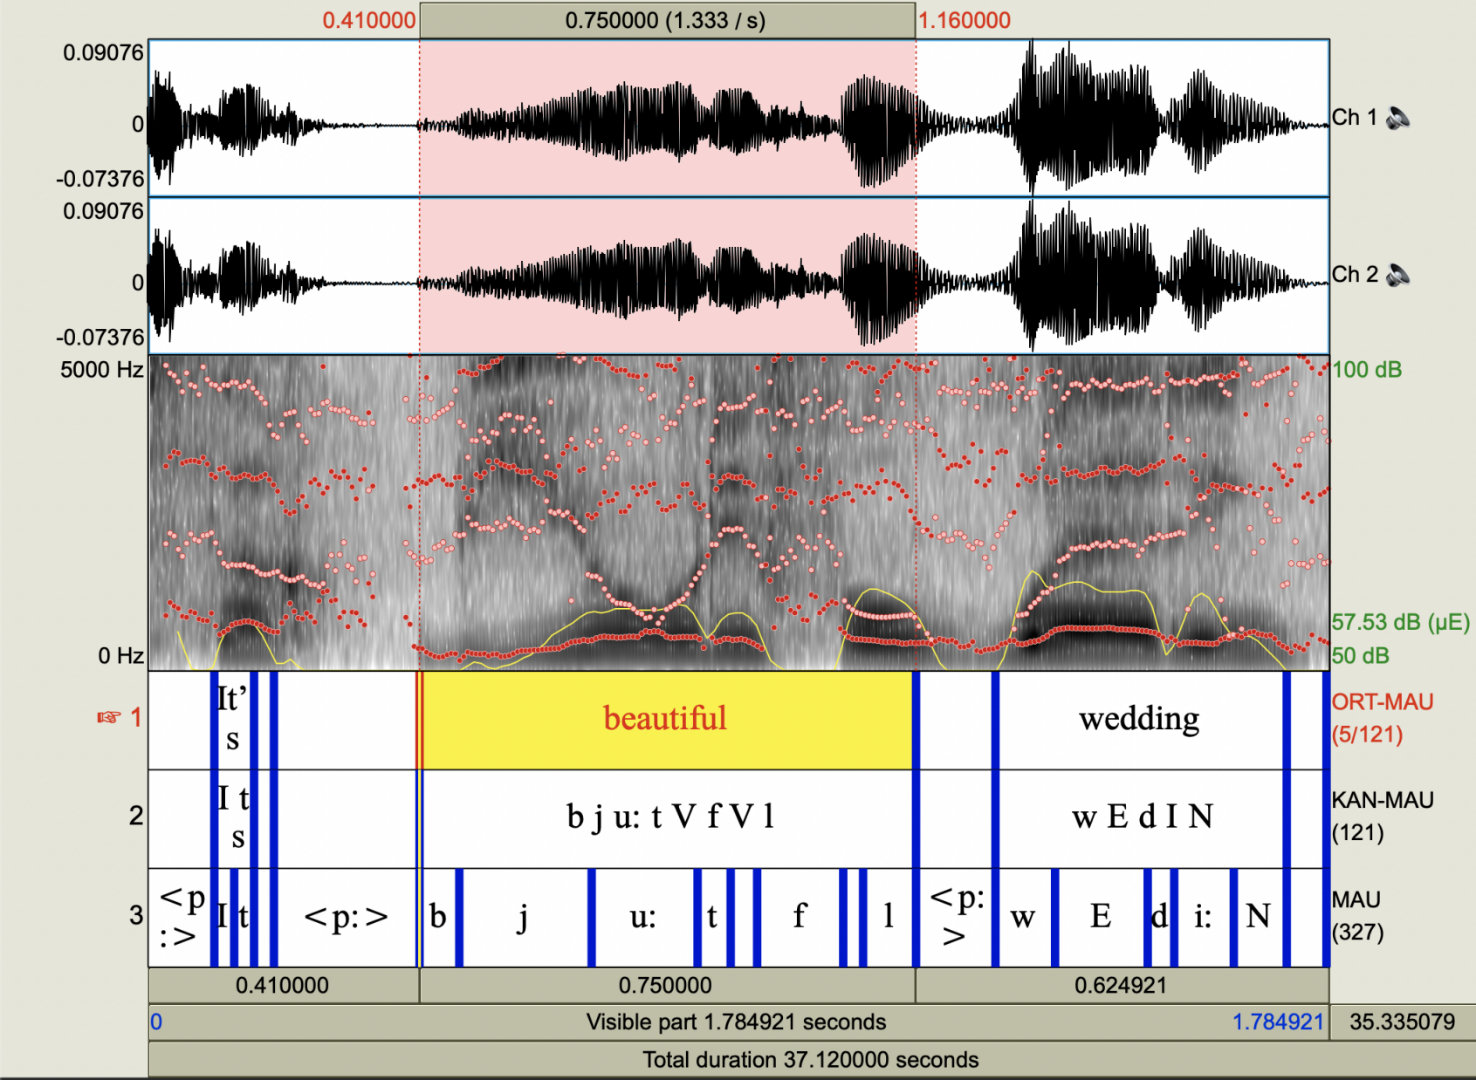 0.410000 0.750000 (1.333 / s) 1.160000
0.09076
0
-0.07376
Ch 1
0.09076
0
-0.07376
Ch 2
5000 Hz
0 Hz
100 dB
57.53 dB (µE)
50 dB
☞ 1
It’
s
beautiful
wedding
ORT-MAU
(5/121)
2
I t
s
b j u: t V f V l
w E d I N
KAN-MAU
(121)
3
<p
:>
I
t
<p:>
b
j
u:
t
f
l
<p:
>
w
E
d
i:
N
MAU
(327)
0.410000 0.750000 0.624921
0 Visible part 1.784921 seconds 1.784921 35.335079
Total duration 37.120000 seconds